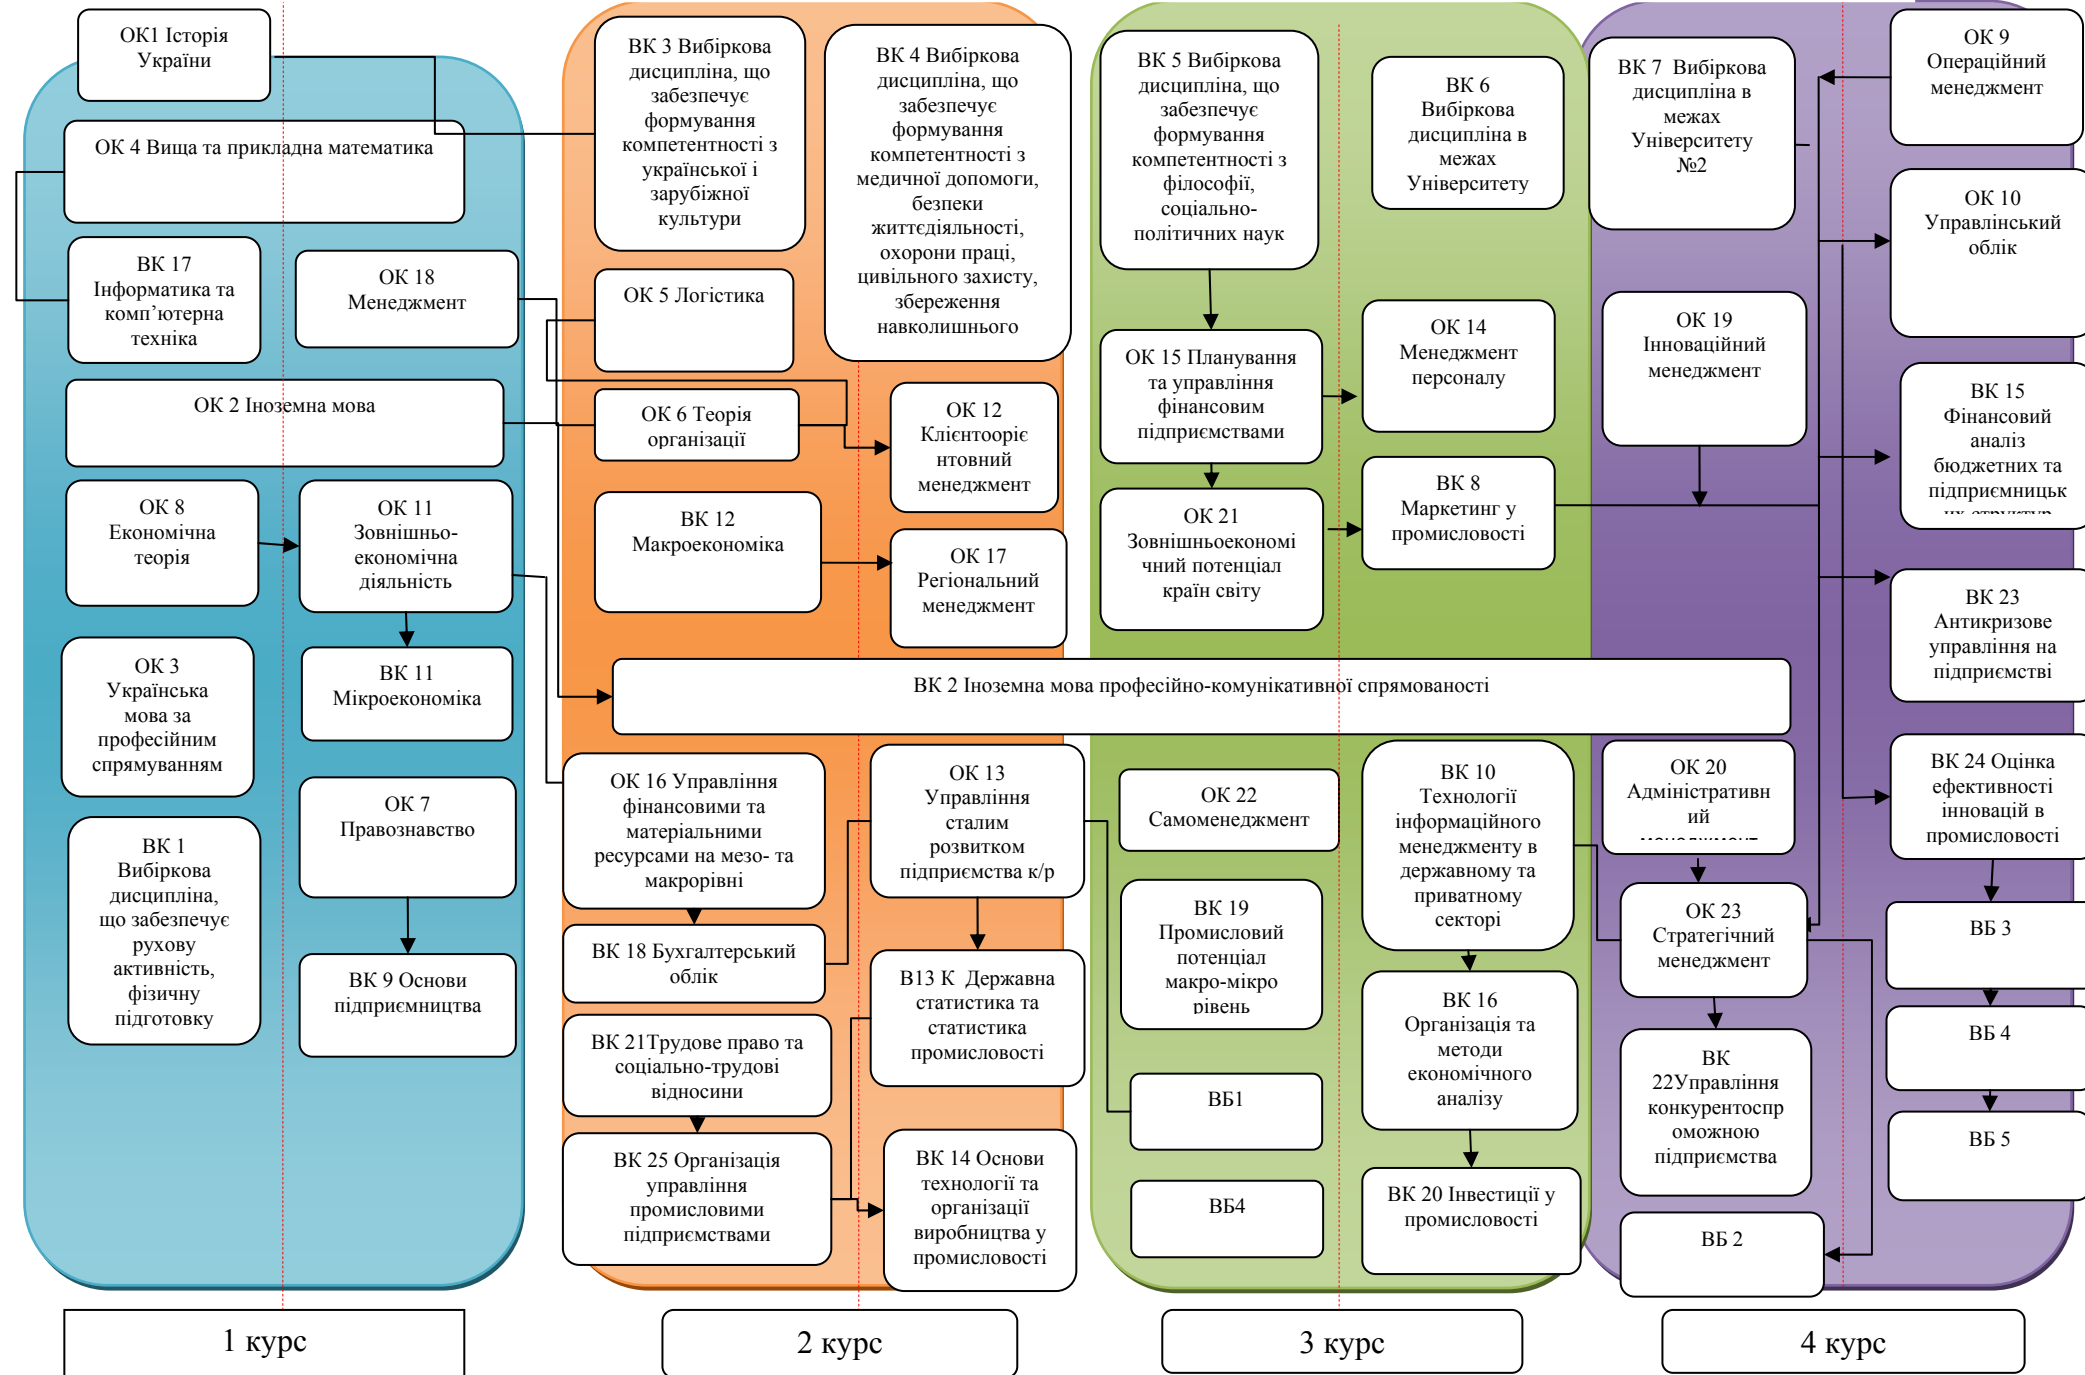 ОК1 Історія
України
ОК 4 Вища та прикладна математика
ВК 17
Інформатика та
комп’ютерна
техніка
ОК 18
Менеджмент
ОК 2 Іноземна мова
ОК 8
Економічна
теорія
ОК 11
Зовнішньо-
економічна
діяльність
ОК 3
Українська
мова за
професійним
спрямуванням
ВК 11
Мікроекономіка
ОК 7
Правознавство
ВК 1
Вибіркова
дисципліна,
що забезпечує
рухову
активність,
фізичну
підготовку
ВК 9 Основи
підприємництва
1 курс
ВК 3 Вибіркова
дисципліна, що
забезпечує
формування
компетентності з
української і
зарубіжної
культури
ВК 4 Вибіркова
дисципліна, що
забезпечує
формування
компетентності з
медичної допомоги,
безпеки
життєдіяльності,
охорони праці,
цивільного захисту,
збереження
навколишнього
ОК 5 Логістика
ОК 6 Теорія
організації
ОК 12
Клієнтооріє
нтовний
менеджмент
ВК 12
Макроекономіка
ОК 17
Регіональний
менеджмент
ВК 2 Іноземна мова професійно-комунікативної спрямованості
ОК 16 Управління
фінансовими та
матеріальними
ресурсами на мезо- та
макрорівні
ОК 13
Управління
сталим
розвитком
підприємства к/р
ВК 18 Бухгалтерський
облік
В13 К  Державна
статистика та
статистика
промисловості
ВК 21Трудове право та
соціально-трудові
відносини
ВК 25 Організація
управління
промисловими
підприємствами
ВК 14 Основи
технології та
організації
виробництва у
промисловості
2 курс
ВК 5 Вибіркова
дисципліна, що
забезпечує
формування
компетентності з
філософії,
соціально-
політичних наук
ВК 6
Вибіркова
дисципліна в
межах
Університету
ОК 15 Планування
та управління
фінансовим
підприємствами
ОК 14
Менеджмент
персоналу
ОК 21
Зовнішньоекономі
чний потенціал
країн світу
ВК 8
Маркетинг у
промисловості
ОК 22
Самоменеджмент
ВК 10
Технології
інформаційного
менеджменту в
державному та
приватному
секторі
ВК 19
Промисловий
потенціал
макро-мікро
рівень
ВК 16
Організація та
методи
економічного
аналізу
ВБ1
ВБ4
ВК 20 Інвестиції у
промисловості
3 курс
ВК 7  Вибіркова
дисципліна в
межах
Університету
№2
ОК 9
Операційний
менеджмент
ОК 10
Управлінський
облік
ОК 19
Інноваційний
менеджмент
ВК 15
Фінансовий
аналіз
бюджетних та
підприємницьк
их структур
ВК 23
Антикризове
управління на
підприємстві
ОК 20
Адміністративн
ий
менеджмент
ВК 24 Оцінка
ефективності
інновацій в
промисловості
ОК 23
Стратегічний
менеджмент
ВБ 3
ВК
22Управління
конкурентоспр
оможною
підприємства
ВБ 4
ВБ 5
ВБ 2
4 курс